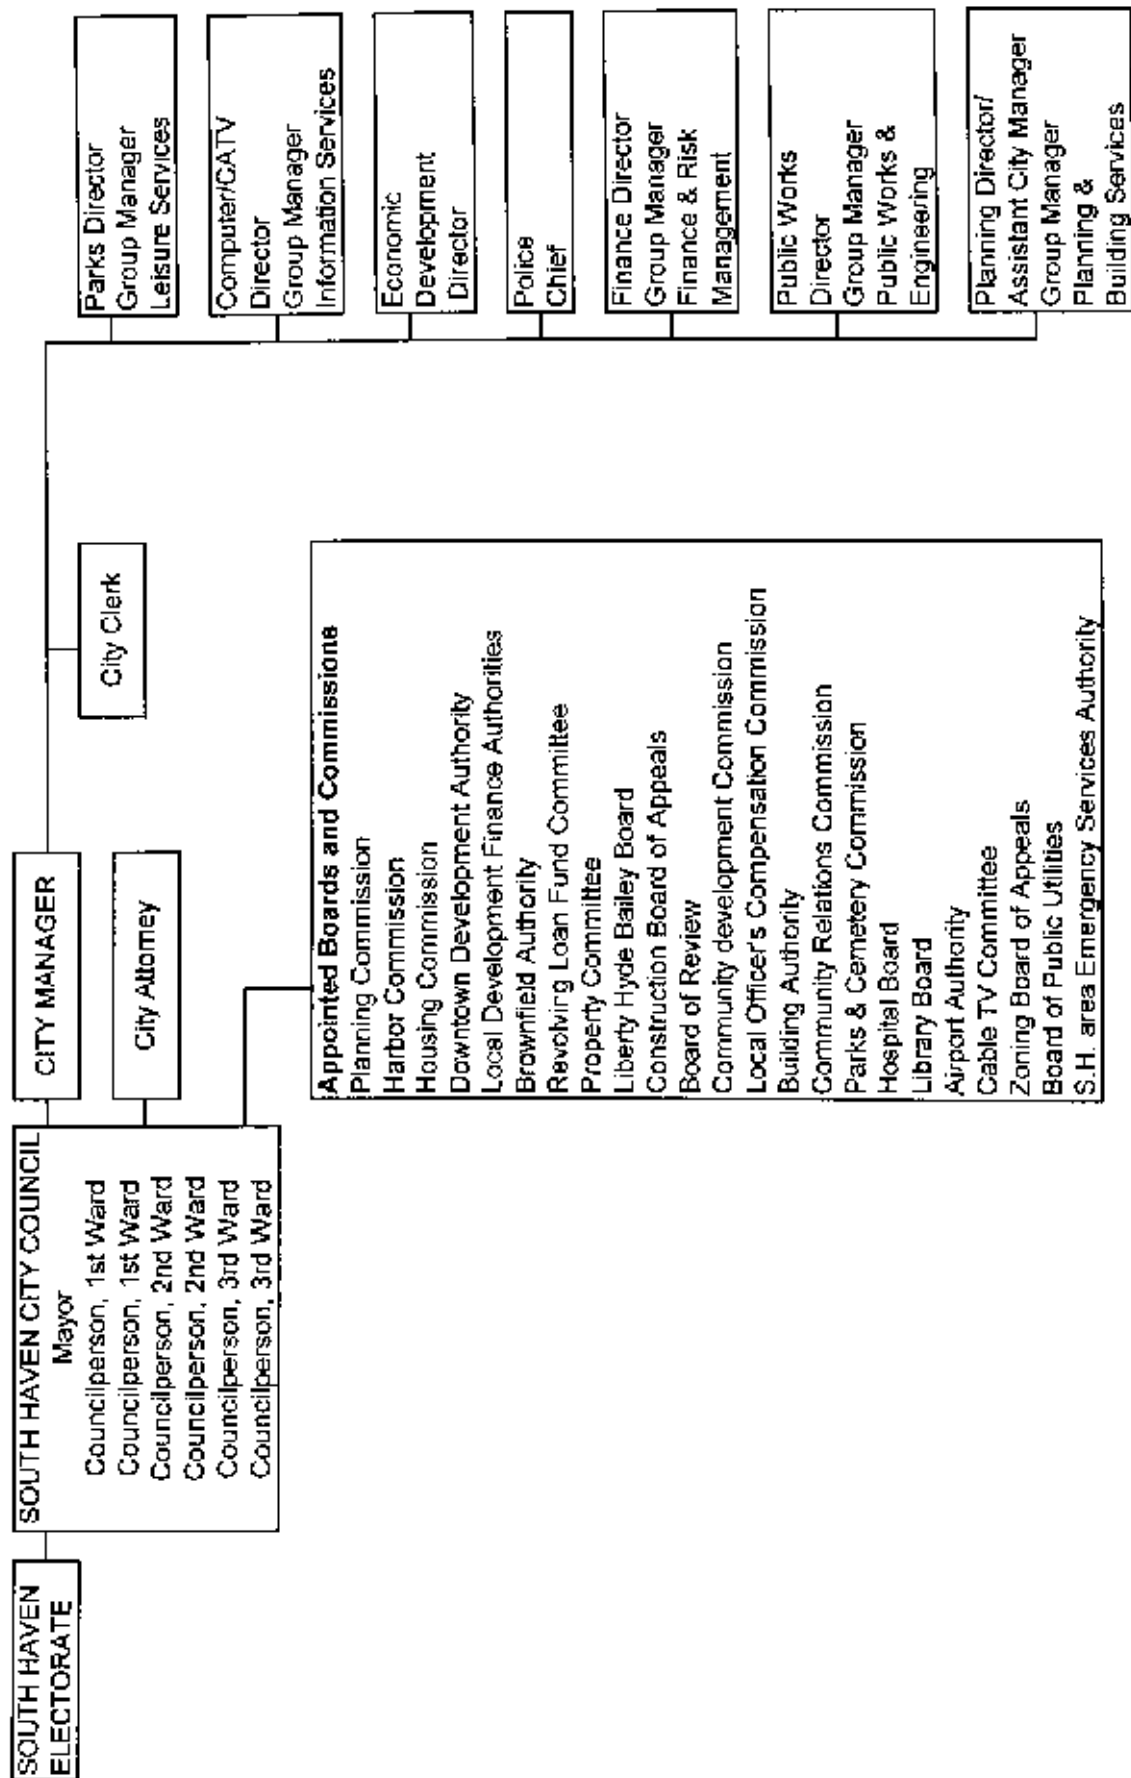 SOUTH HAVEN
ELECTORATE
SOUTH HAVEN CITY COUNCIL
Mayor
Councilperson, 1st Ward
Councilperson, 1st Ward
Councilperson, 2nd Ward
Councilperson, 2nd Ward
Councilperson, 3rd Ward
Councilperson, 3rd Ward
CITY MANAGER
City Attorney
City Clerk
Appointed Boards and Commissions
Planning Commission
Harbor Commission
Housing Commission
Downtown Development Authority
Local Development Finance Authorities
Brownfield Authority
Revolving Loan Fund Committee
Property Committee
Liberty Hyde Bailey Board
Construction Board of Appeals
Board of Review
Community development Commission
Local Officer's Compensation Commission
Building Authority
Community Relations Commission
Parks & Cemetery Commission
Hospital Board
Library Board
Airport Authority
Cable TV Committee
Zoning Board of Appeals
Board of Public Utilities
S.H. area Emergency Services Authority
Parks Director
Group Manager
Leisure Services
Computer/CATV
Director
Group Manager
Information Services
Economic
Development
Director
Police
Chief
Finance Director
Group Manager
Finance & Risk
Management
Public Works
Director
Group Manager
Public Works &
Engineering
Planning Director/
Assistant City Manager
Group Manager
Planning &
Building Services